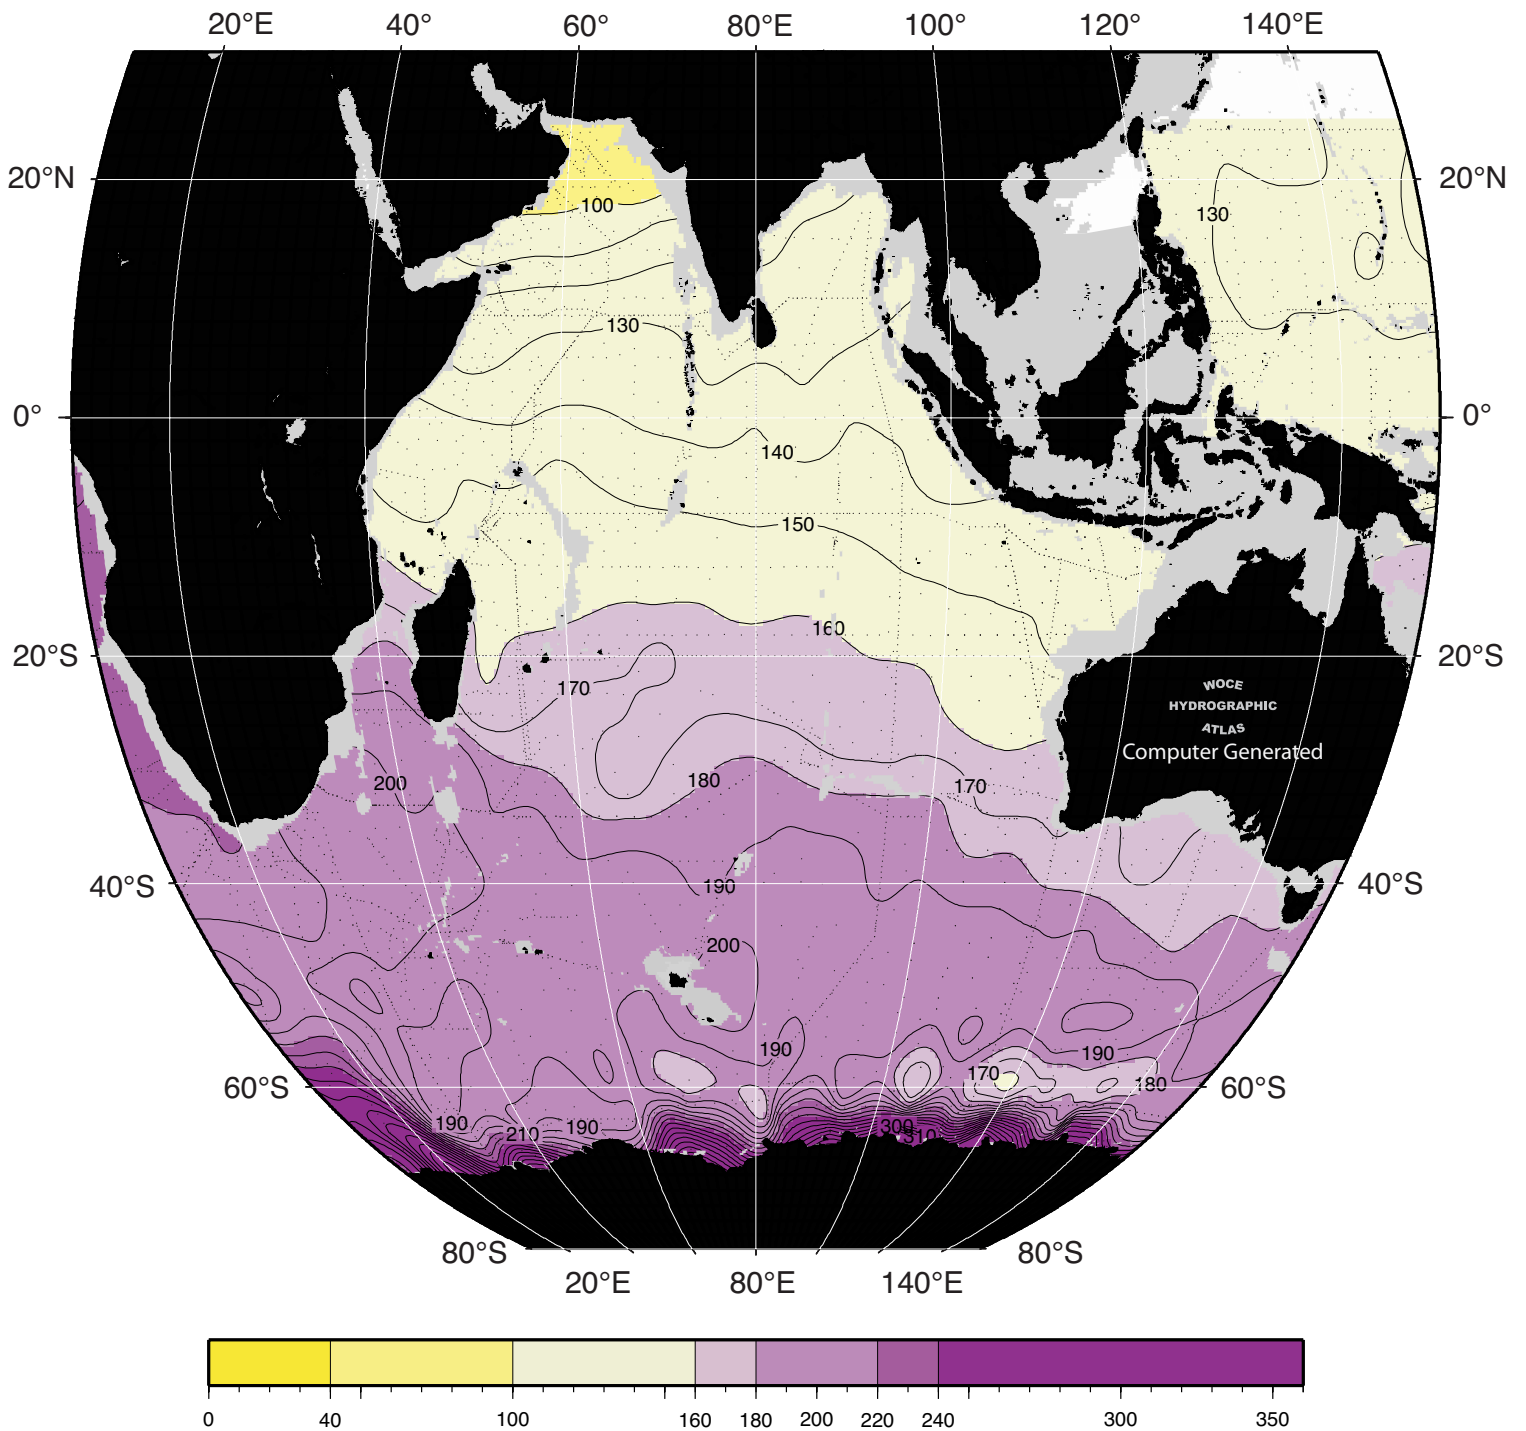 20°E 40° 60° 80°E 100° 120° 140°E
20°N 20°N
100
130
130
0° 0°
140
150
160
20°S 20°S
170
WOCE
HYDROGRAPHIC
ATLAS
Computer Generated
180
200
170
40°S 190 40°S
200
190 190
170 180
60°S 60°S
190 210 190 300 310
80°S 80°S
20°E 80°E 140°E
0 40 100 160 180 200 220 240 300 350